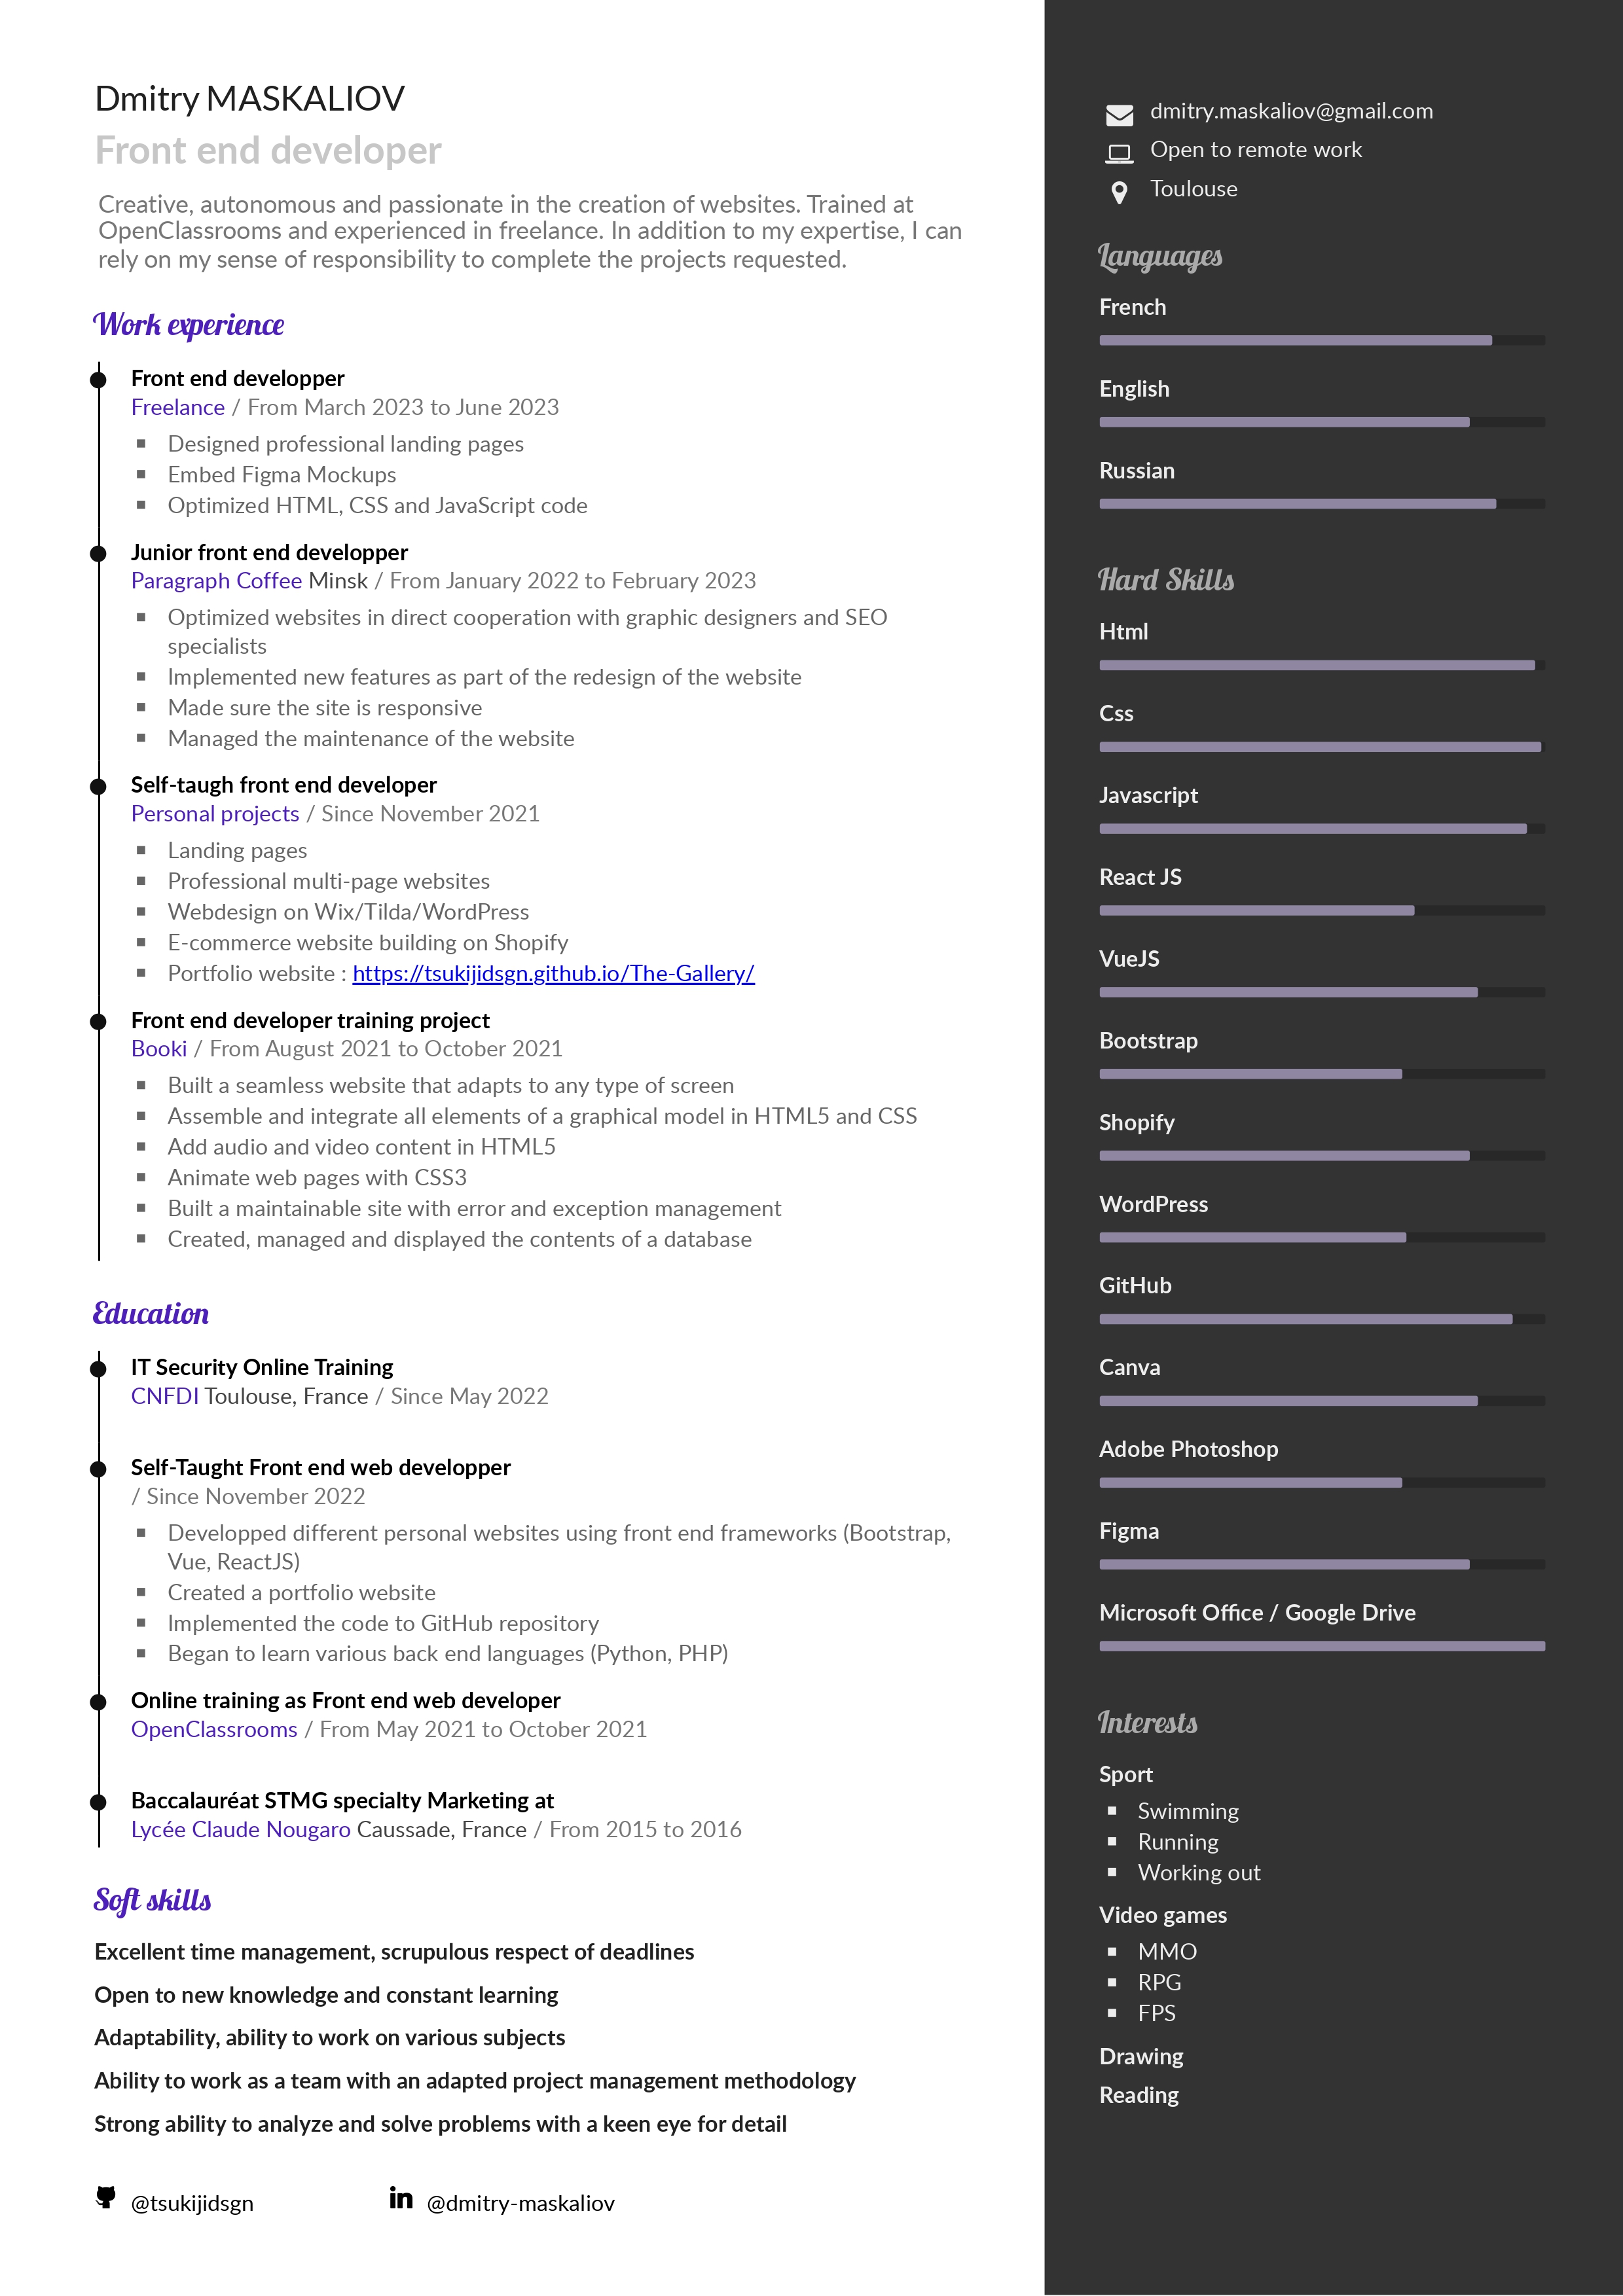 Dmitry MASKALIOV
Front end developer
Creative, autonomous and passionate in the creation of websites. Trained at
OpenClassrooms and experienced in freelance. In addition to my expertise, I can
rely on my sense of responsibility to complete the projects requested.
Work experience
Front end developper
Freelance / From March 2023 to June 2023
Designed professional landing pages
Embed Figma Mockups
Optimized HTML, CSS and JavaScript code
Junior front end developper
Paragraph Coffee Minsk / From January 2022 to February 2023
Optimized websites in direct cooperation with graphic designers and SEO
specialists
Implemented new features as part of the redesign of the website
Made sure the site is responsive
Managed the maintenance of the website
Self-taugh front end developer
Personal projects / Since November 2021
Landing pages
Professional multi-page websites
Webdesign on Wix/Tilda/WordPress
E-commerce website building on Shopify
Portfolio website : https://tsukijidsgn.github.io/The-Gallery/
Front end developer training project
Booki / From August 2021 to October 2021
Built a seamless website that adapts to any type of screen
Assemble and integrate all elements of a graphical model in HTML5 and CSS
Add audio and video content in HTML5
Animate web pages with CSS3
Built a maintainable site with error and exception management
Created, managed and displayed the contents of a database
Education
IT Security Online Training
CNFDI Toulouse, France / Since May 2022
Self-Taught Front end web developper
/ Since November 2022
Developped different personal websites using front end frameworks (Bootstrap,
Vue, ReactJS)
Created a portfolio website
Implemented the code to GitHub repository
Began to learn various back end languages (Python, PHP)
Online training as Front end web developer
OpenClassrooms / From May 2021 to October 2021
Baccalauréat STMG specialty Marketing at
Lycée Claude Nougaro Caussade, France / From 2015 to 2016
Soft skills
Excellent time management, scrupulous respect of deadlines
Open to new knowledge and constant learning
Adaptability, ability to work on various subjects
Ability to work as a team with an adapted project management methodology
Strong ability to analyze and solve problems with a keen eye for detail
@tsukijidsgn
@dmitry-maskaliov
dmitry.maskaliov@gmail.com
Open to remote work
Toulouse
Languages
French
English
Russian
Hard Skills
Html
Css
Javascript
React JS
VueJS
Bootstrap
Shopify
WordPress
GitHub
Canva
Adobe Photoshop
Figma
Microsoft Office / Google Drive
Interests
Sport
Swimming
Running
Working out
Video games
MMO
RPG
FPS
Drawing
Reading